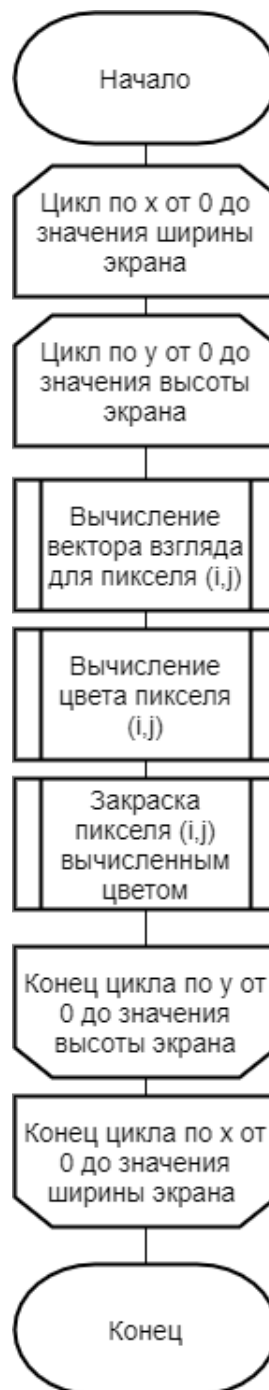 Начало
Цикл по x от 0 до
значения ширины
экрана
Цикл по y от 0 до
значения высоты
экрана
Вычисление
вектора взгляда
для пикселя (i,j)
Вычисление
цвета пикселя
(i,j)
Закраска
пикселя (i,j)
вычисленным
цветом
Конец цикла по y от
0 до значения
высоты экрана
Конец цикла по x от
0 до значения
ширины экрана
Конец